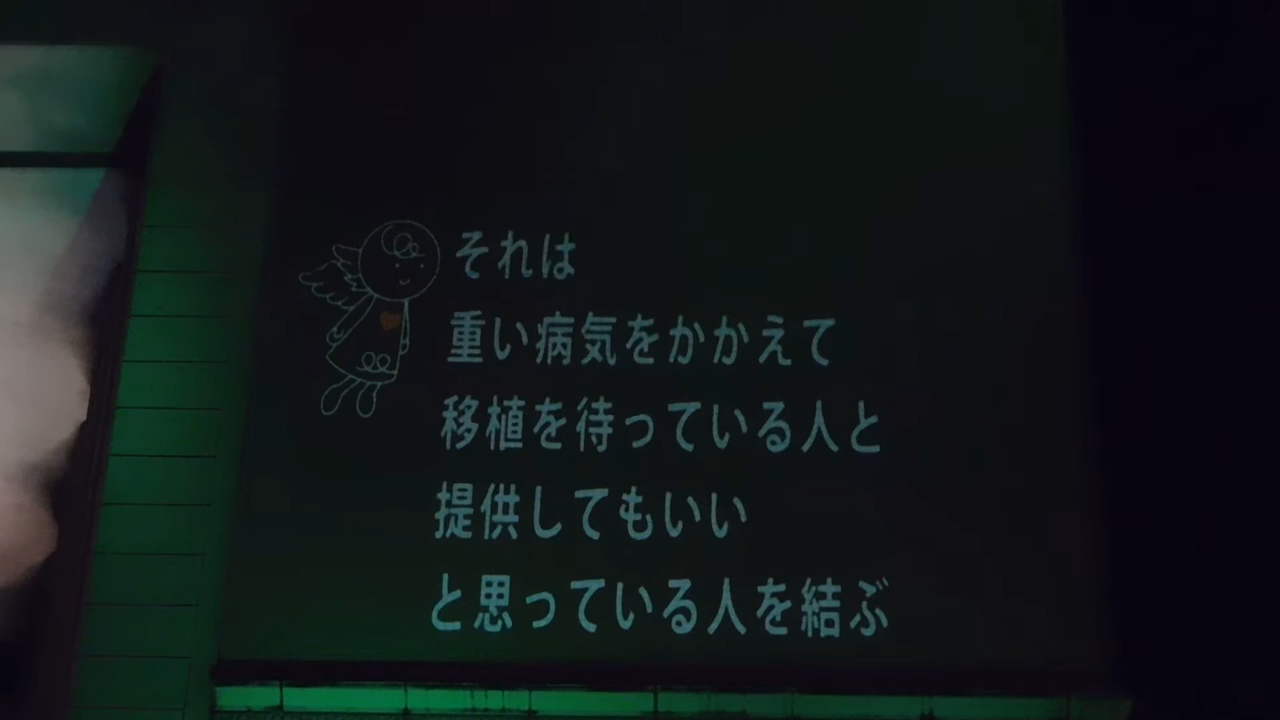 それは
重い病気をかかえて
移植を待っている人と
提供してもいい
と思っている人を結ぶ